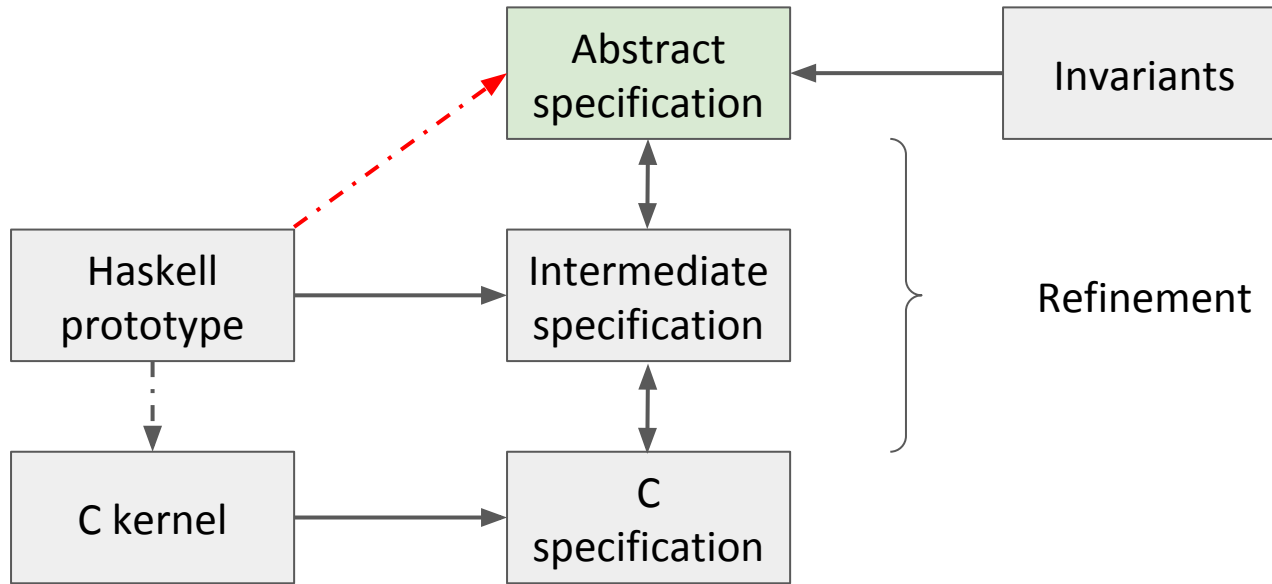 Abstract
specification
Invariants
Haskell
prototype
Intermediate
specification
Refinement
C kernel
C
specification